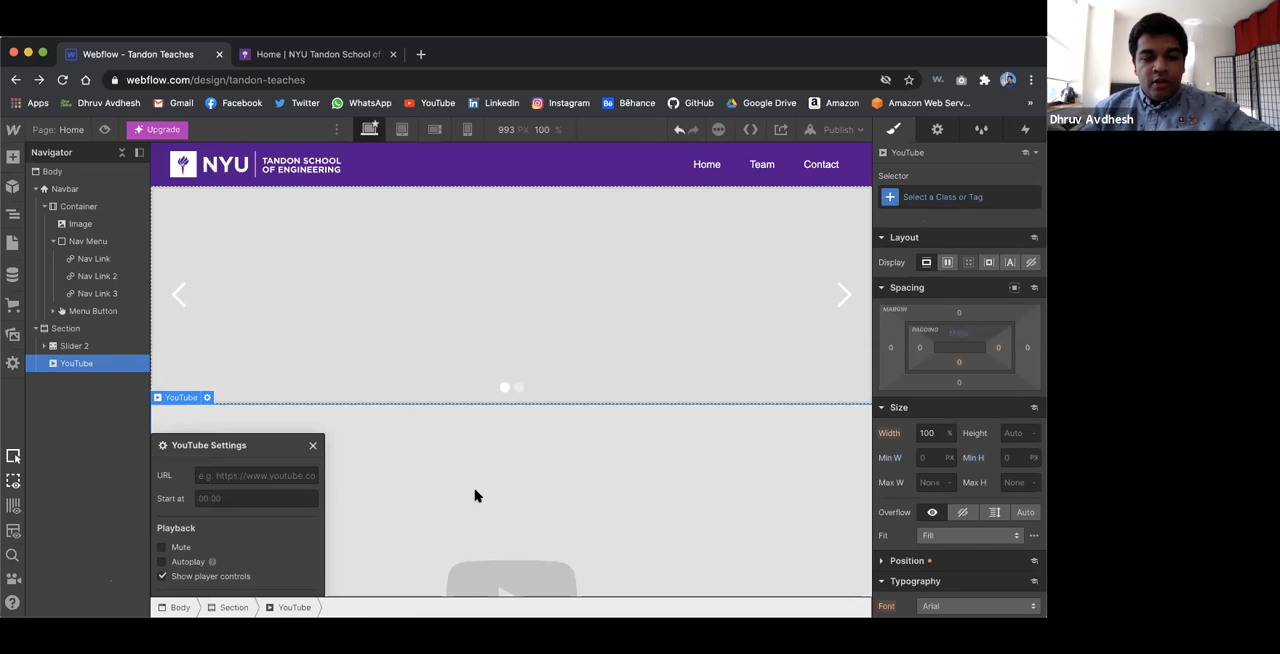 Webflow - Tandon Teaches
Home | NYU Tandon School of
webflow.com/design/tandon-teaches
Apps Dhruv Avdhesh Gmail Facebook Twitter WhatsApp YouTube LinkedIn Instagram Bēhance GitHub Google Drive Amazon Amazon Web Serv...
Page: Home Upgrade 993 PX 100 % Publish
Navigator
Body
Navbar
Container
Image
Nav Menu
Nav Link
Nav Link 2
Nav Link 3
Menu Button
Section
Slider 2
YouTube
NYU TANDON SCHOOL
OF ENGINEERING
Home Team Contact
YouTube
YouTube Settings
URL e.g. https://www.youtube.co
Start at 00:00
Playback
Mute
Autoplay
Show player controls
Body Section YouTube
YouTube
Selector
Select a Class or Tag
Layout
Display
Spacing
MARGIN 0
PADDING
0 0 0 0
0
0
Size
Width 100 % Height Auto -
Min W 0 PX Min H 0 PX
Max W None - Max H None -
Overflow Auto
Fit Fill
Position
Typography
Font Arial
Dhruv Avdhesh